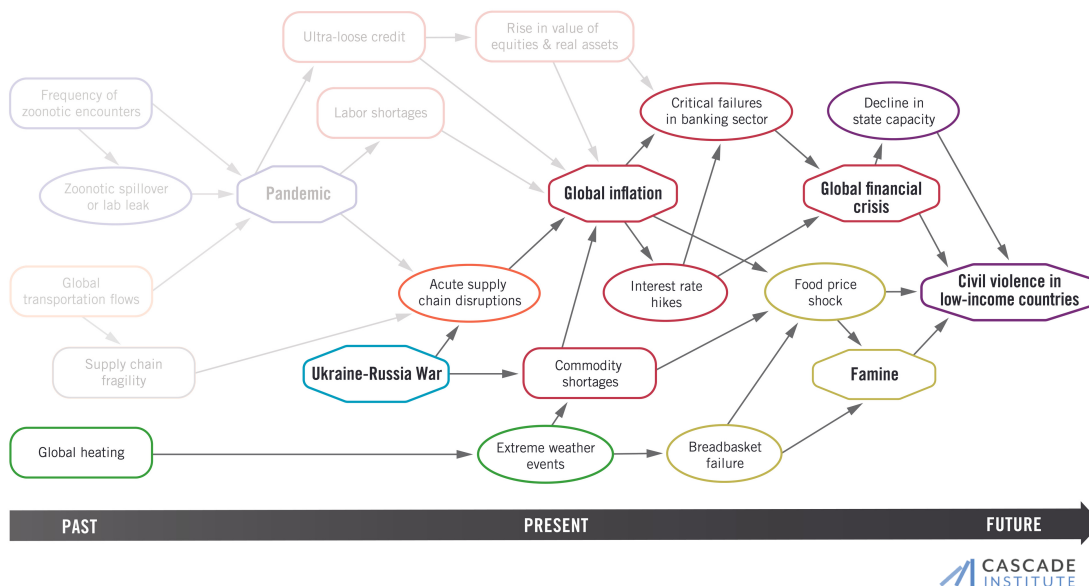 Ultra-loose credit
Rise in value of
equities & real assets
Frequency of
zoonotic encounters
Labor shortages
Critical failures
in banking sector
Decline in
state capacity
Zoonotic spillover
or lab leak
Pandemic
Global inflation
Global financial
crisis
Global
transportation flows
Acute supply
chain disruptions
Interest rate
hikes
Food price
shock
Civil violence in
low-income countries
Supply chain
fragility
Ukraine-Russia War
Commodity
shortages
Famine
Global heating
Extreme weather
events
Breadbasket
failure
PAST
PRESENT
FUTURE
CASCADE
INSTITUTE